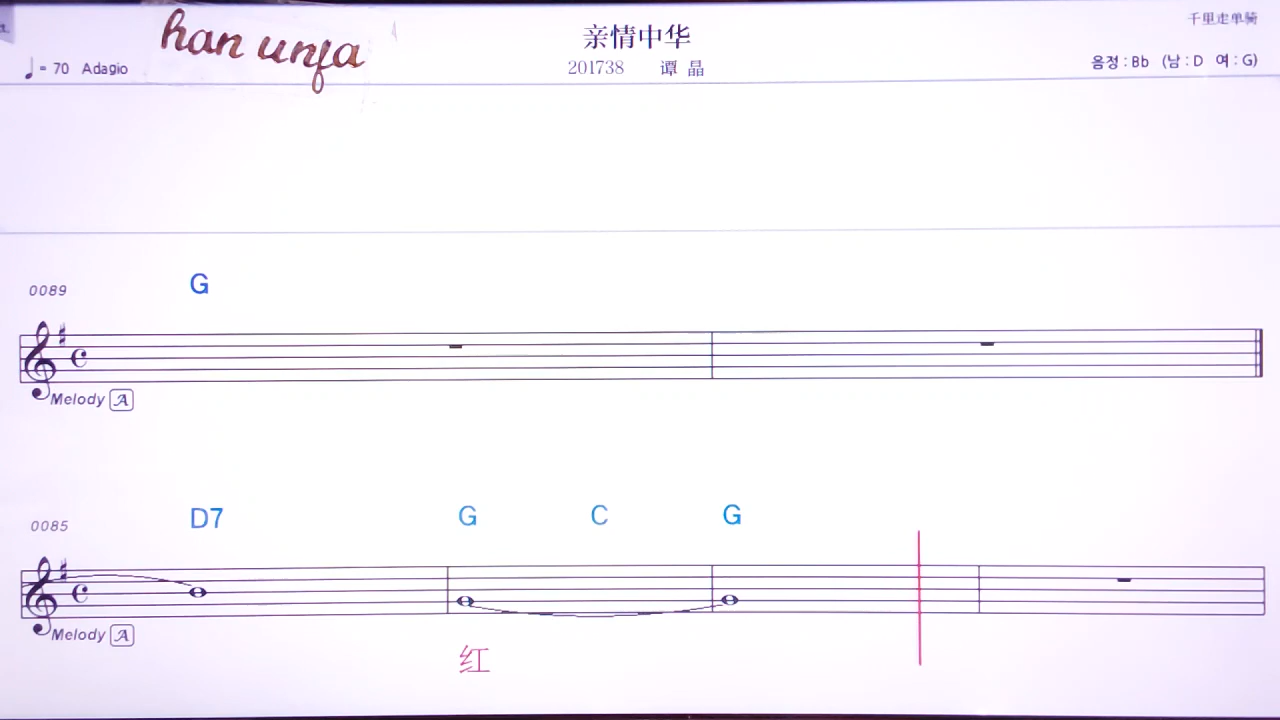 han unfa
亲情中华
千里走单骑
♩= 70 Adagio
201738 谭 晶
음정 : Bb (남 : D 여 : G)
0089
G
Melody A
0085
D7 G C G
Melody A
红